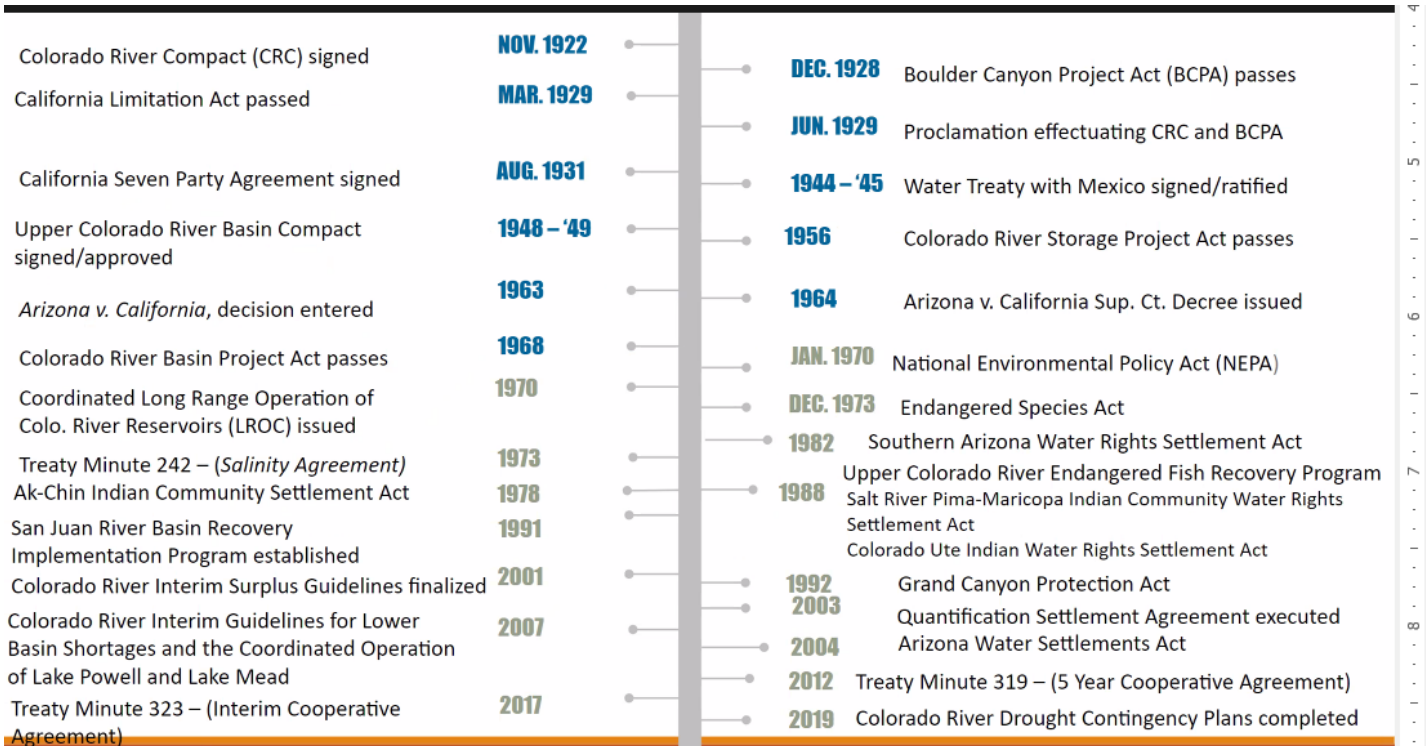 Colorado River Compact (CRC) signed
NOV. 1922
DEC. 1928
Boulder Canyon Project Act (BCPA) passes
California Limitation Act passed
MAR. 1929
JUN. 1929
Proclamation effectuating CRC and BCPA
California Seven Party Agreement signed
AUG. 1931
1944 – ‘45
Water Treaty with Mexico signed/ratified
Upper Colorado River Basin Compact
signed/approved
1948 – ‘49
1956
Colorado River Storage Project Act passes
Arizona v. California, decision entered
1963
1964
Arizona v. California Sup. Ct. Decree issued
Colorado River Basin Project Act passes
1968
JAN. 1970
National Environmental Policy Act (NEPA)
Coordinated Long Range Operation of
Colo. River Reservoirs (LROC) issued
1970
DEC. 1973
Endangered Species Act
1982
Southern Arizona Water Rights Settlement Act
Treaty Minute 242 – (Salinity Agreement)
1973
Ak-Chin Indian Community Settlement Act
1978
1988
Upper Colorado River Endangered Fish Recovery Program
Salt River Pima-Maricopa Indian Community Water Rights
Settlement Act
Colorado Ute Indian Water Rights Settlement Act
San Juan River Basin Recovery
Implementation Program established
1991
Colorado River Interim Surplus Guidelines finalized
2001
1992
Grand Canyon Protection Act
2003
Quantification Settlement Agreement executed
Colorado River Interim Guidelines for Lower
Basin Shortages and the Coordinated Operation
of Lake Powell and Lake Mead
2007
2004
Arizona Water Settlements Act
2012
Treaty Minute 319 – (5 Year Cooperative Agreement)
Treaty Minute 323 – (Interim Cooperative
Agreement)
2017
2019
Colorado River Drought Contingency Plans completed
4
5
6
7
8